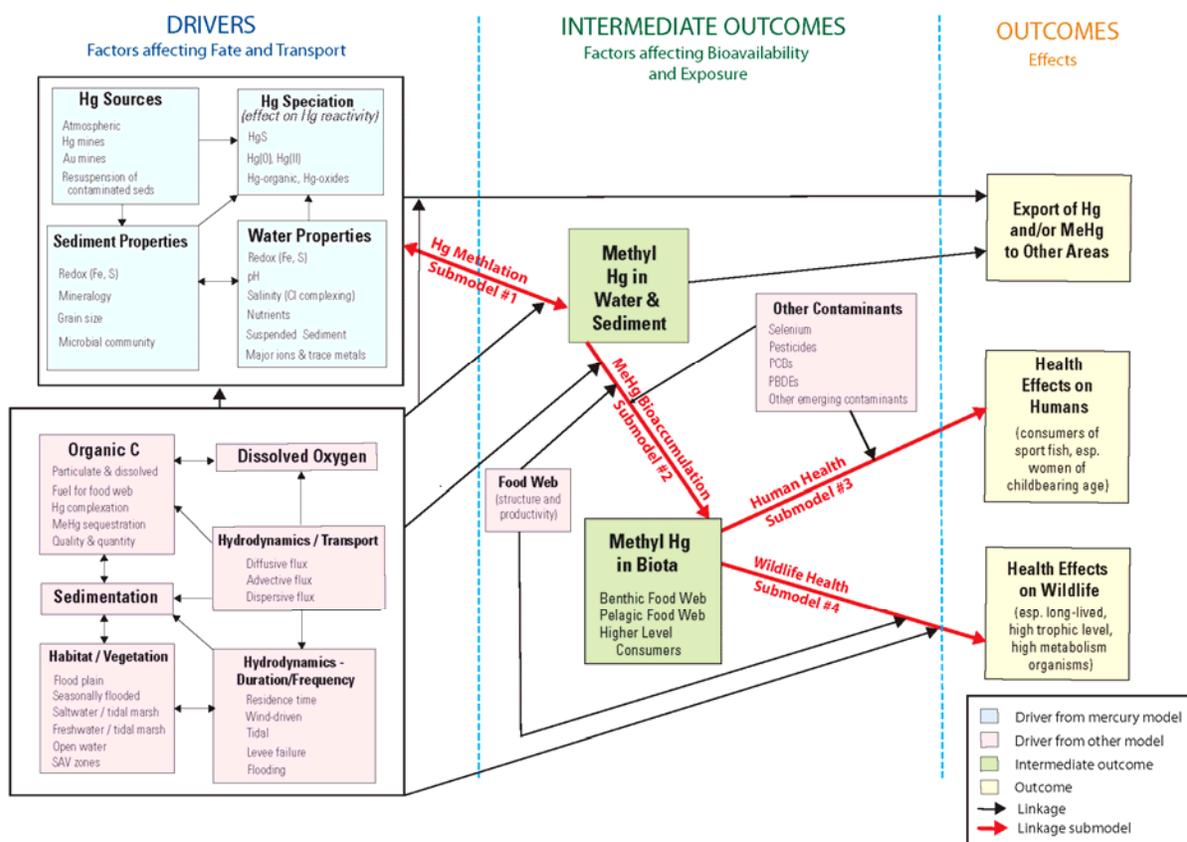 DRIVERS
Factors affecting Fate and Transport
INTERMEDIATE OUTCOMES
Factors affecting Bioavailability
and Exposure
OUTCOMES
Effects
Hg Sources
Atmospheric
Hg mines
Au mines
Resuspension of
contaminated seds
Hg Speciation
(effect on Hg reactivity)
HgS
Hg(0), Hg(II)
Hg-organic, Hg-oxides
Sediment Properties
Redox (Fe, S)
Mineralogy
Grain size
Microbial community
Water Properties
Redox (Fe, S)
pH
Salinity (Cl complexing)
Nutrients
Suspended Sediment
Major ions & trace metals
Organic C
Particulate & dissolved
Fuel for food web
Hg complexation
MeHg sequestration
Quality & quantity
Dissolved Oxygen
Hydrodynamics / Transport
Diffusive flux
Advective flux
Dispersive flux
Sedimentation
Habitat / Vegetation
Flood plain
Seasonally flooded
Saltwater / tidal marsh
Freshwater / tidal marsh
Open water
SAV zones
Hydrodynamics -
Duration/Frequency
Residence time
Wind-driven
Tidal
Levee failure
Flooding
Hg Methlation
Submodel #1
Methyl
Hg in
Water &
Sediment
MeHg Bioaccumulation
Submodel #2
Other Contaminants
Selenium
Pesticides
PCBs
PBDEs
Other emerging contaminants
Food Web
(structure and
productivity)
Methyl Hg
in Biota
Benthic Food Web
Pelagic Food Web
Higher Level
Consumers
Human Health
Submodel #3
Wildlife Health
Submodel #4
Export of Hg
and/or MeHg
to Other Areas
Health
Effects on
Humans
(consumers of
sport fish, esp.
women of
childbearing age)
Health Effects
on Wildlife
(esp. long-lived,
high trophic level,
high metabolism
organisms)
Driver from mercury model
Driver from other model
Intermediate outcome
Outcome
Linkage
Linkage submodel